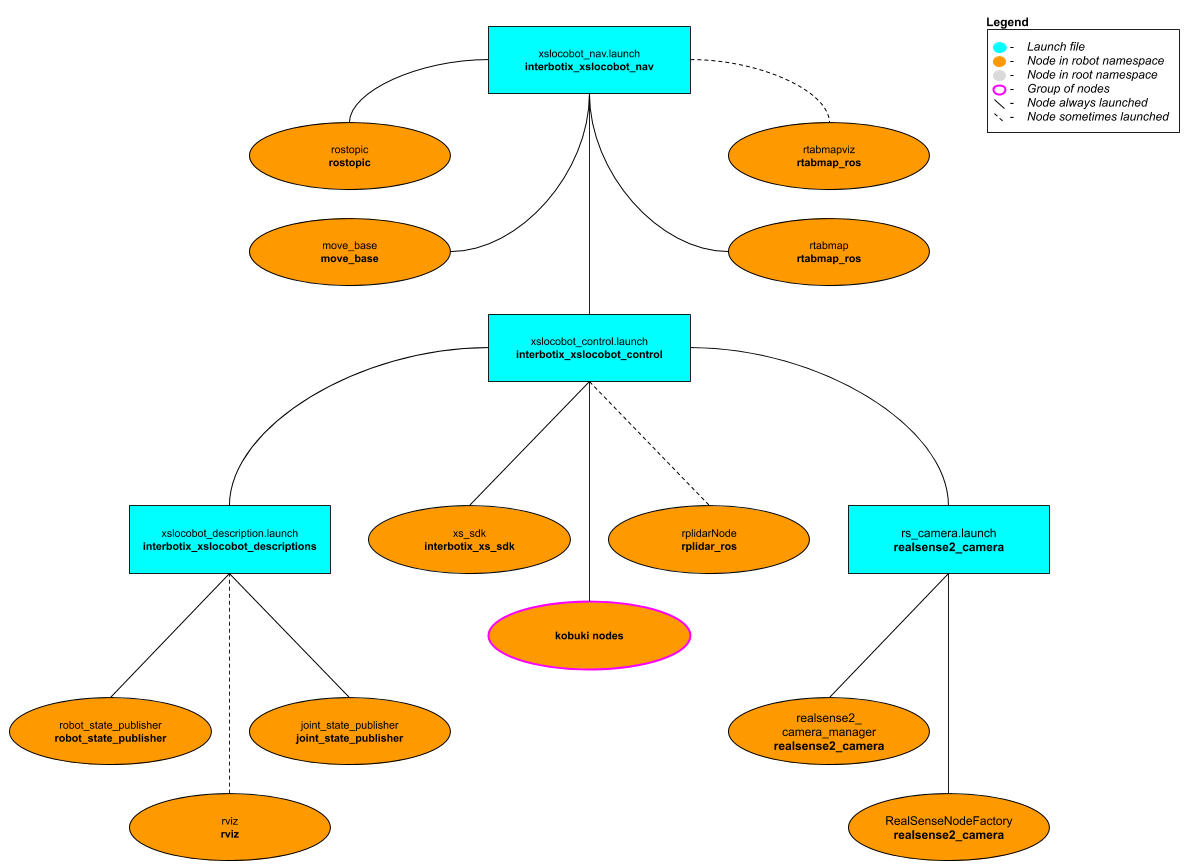 Legend
- Launch file
- Node in robot namespace
- Node in root namespace
- Group of nodes
- Node always launched
- Node sometimes launched
xslocobot_nav.launch
interbotix_xslocobot_nav
rostopic
rostopic
rtabmapviz
rtabmap_ros
move_base
move_base
rtabmap
rtabmap_ros
xslocobot_control.launch
interbotix_xslocobot_control
xslocobot_description.launch
interbotix_xslocobot_descriptions
xs_sdk
interbotix_xs_sdk
rplidarNode
rplidar_ros
rs_camera.launch
realsense2_camera
kobuki nodes
robot_state_publisher
robot_state_publisher
joint_state_publisher
joint_state_publisher
realsense2_
camera_manager
realsense2_camera
rviz
rviz
RealSenseNodeFactory
realsense2_camera